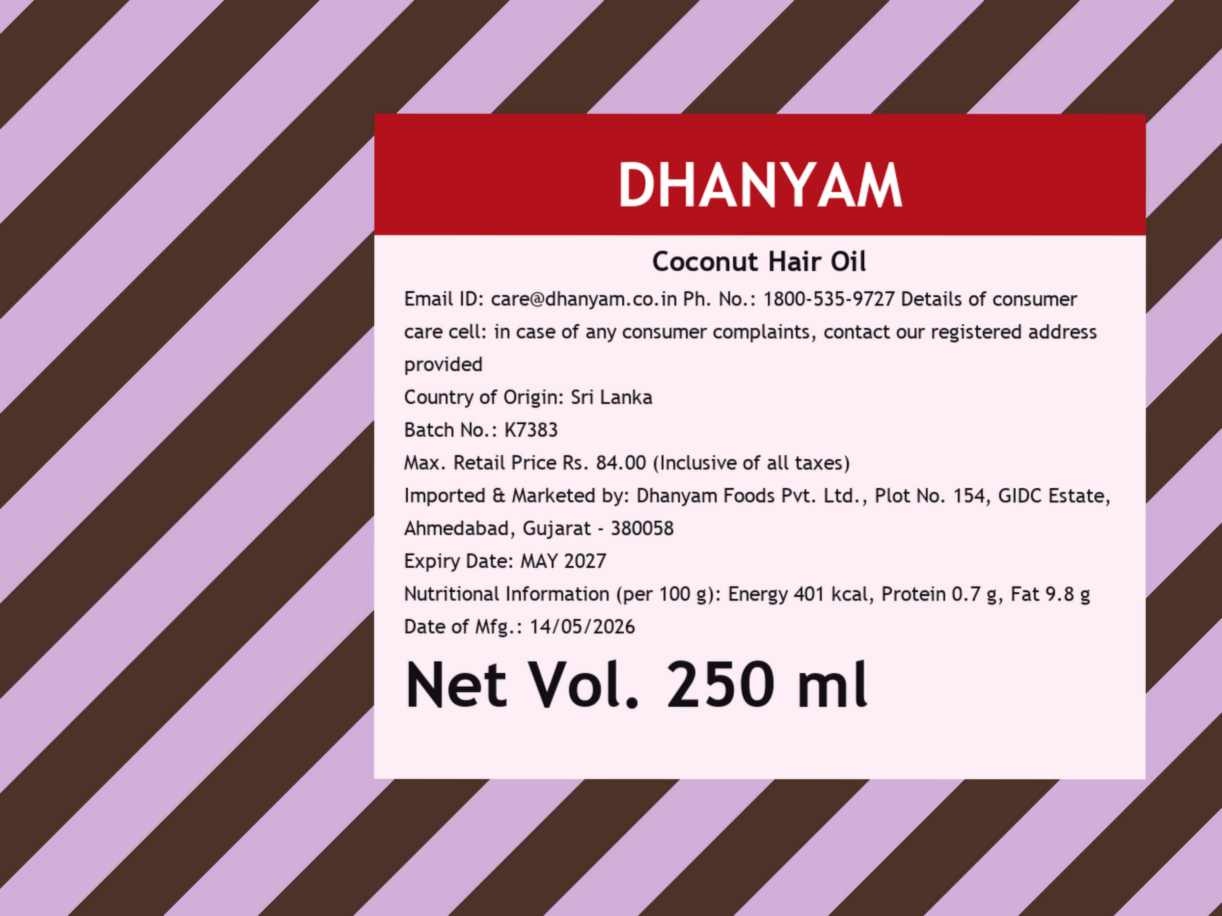 DHANYAM
Coconut Hair Oil
Email ID: care@dhanyam.co.in Ph. No.: 1800-535-9727 Details of consumer
care cell: in case of any consumer complaints, contact our registered address
provided
Country of Origin: Sri Lanka
Batch No.: K7383
Max. Retail Price Rs. 84.00 (Inclusive of all taxes)
Imported & Marketed by: Dhanyam Foods Pvt. Ltd., Plot No. 154, GIDC Estate,
Ahmedabad, Gujarat - 380058
Expiry Date: MAY 2027
Nutritional Information (per 100 g): Energy 401 kcal, Protein 0.7 g, Fat 9.8 g
Date of Mfg.: 14/05/2026
Net Vol. 250 ml